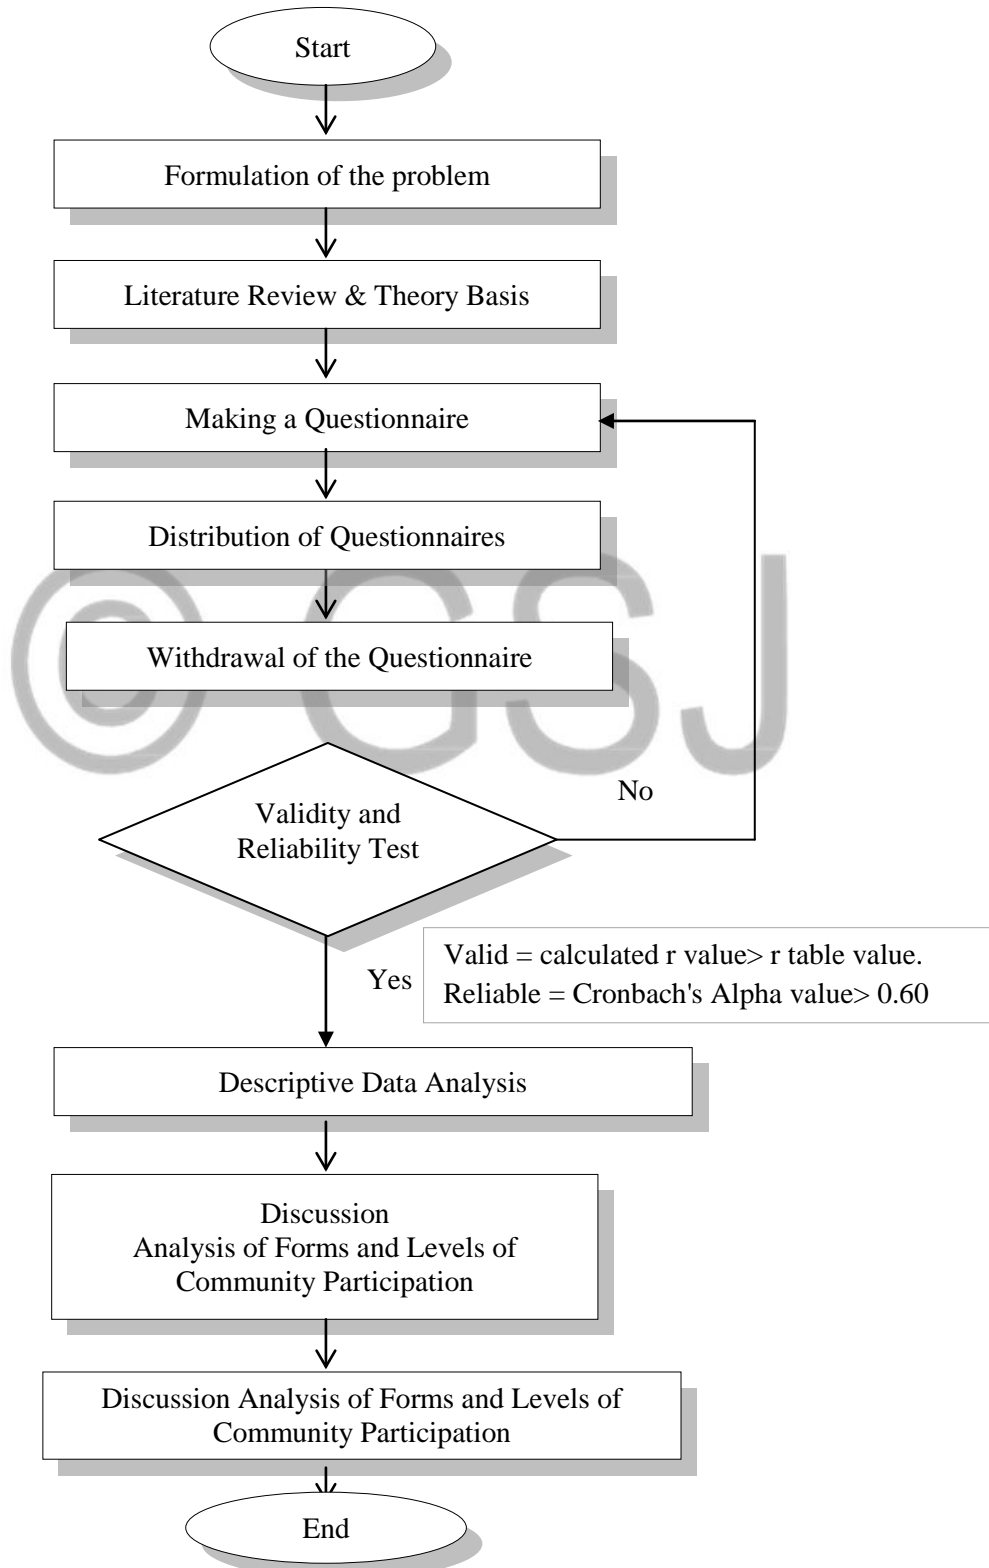 Start
Formulation of the problem
Literature Review & Theory Basis
Making a Questionnaire
Distribution of Questionnaires
© GSJ
Withdrawal of the Questionnaire
No
Validity and
Reliability Test
Yes
Valid = calculated r value> r table value.
Reliable = Cronbach's Alpha value> 0.60
Descriptive Data Analysis
Discussion
Analysis of Forms and Levels of
Community Participation
Discussion Analysis of Forms and Levels of
Community Participation
End